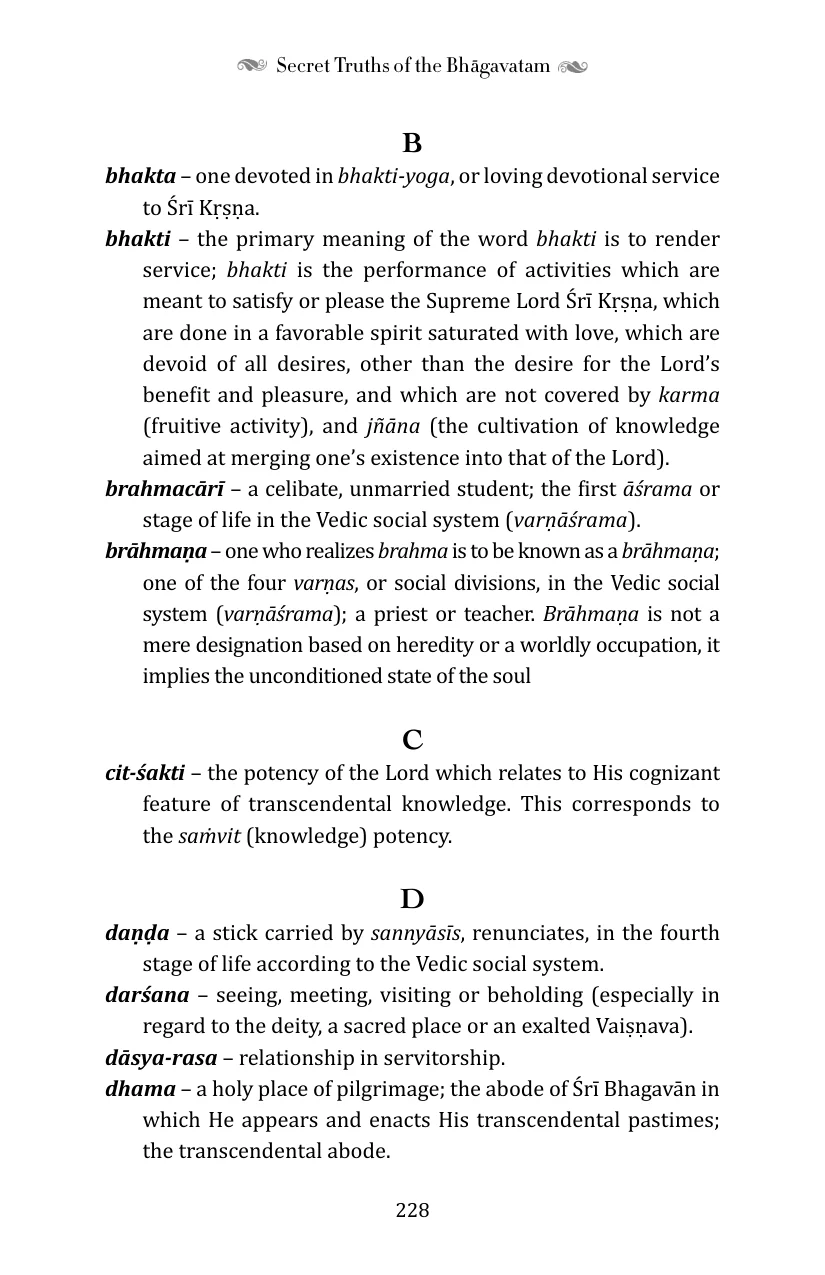 Secret Truths of the Bhāgavatam
B
bhakta – one devoted in bhakti-yoga, or loving devotional service
to Śrī Kṛṣṇa.
bhakti – the primary meaning of the word bhakti is to render
service; bhakti is the performance of activities which are
meant to satisfy or please the Supreme Lord Śrī Kṛṣṇa, which
are done in a favorable spirit saturated with love, which are
devoid of all desires, other than the desire for the Lord’s
benefit and pleasure, and which are not covered by karma
(fruitive activity), and jñāna (the cultivation of knowledge
aimed at merging one’s existence into that of the Lord).
brahmacārī – a celibate, unmarried student; the first āśrama or
stage of life in the Vedic social system (varṇāśrama).
brāhmaṇa – one who realizes brahma is to be known as a brāhmaṇa;
one of the four varṇas, or social divisions, in the Vedic social
system (varṇāśrama); a priest or teacher. Brāhmaṇa is not a
mere designation based on heredity or a worldly occupation, it
implies the unconditioned state of the soul
C
cit-śakti – the potency of the Lord which relates to His cognizant
feature of transcendental knowledge. This corresponds to
the saṁvit (knowledge) potency.
D
daṇḍa – a stick carried by sannyāsīs, renunciates, in the fourth
stage of life according to the Vedic social system.
darśana – seeing, meeting, visiting or beholding (especially in
regard to the deity, a sacred place or an exalted Vaiṣṇava).
dāsya-rasa – relationship in servitorship.
dhama – a holy place of pilgrimage; the abode of Śrī Bhagavān in
which He appears and enacts His transcendental pastimes;
the transcendental abode.
228